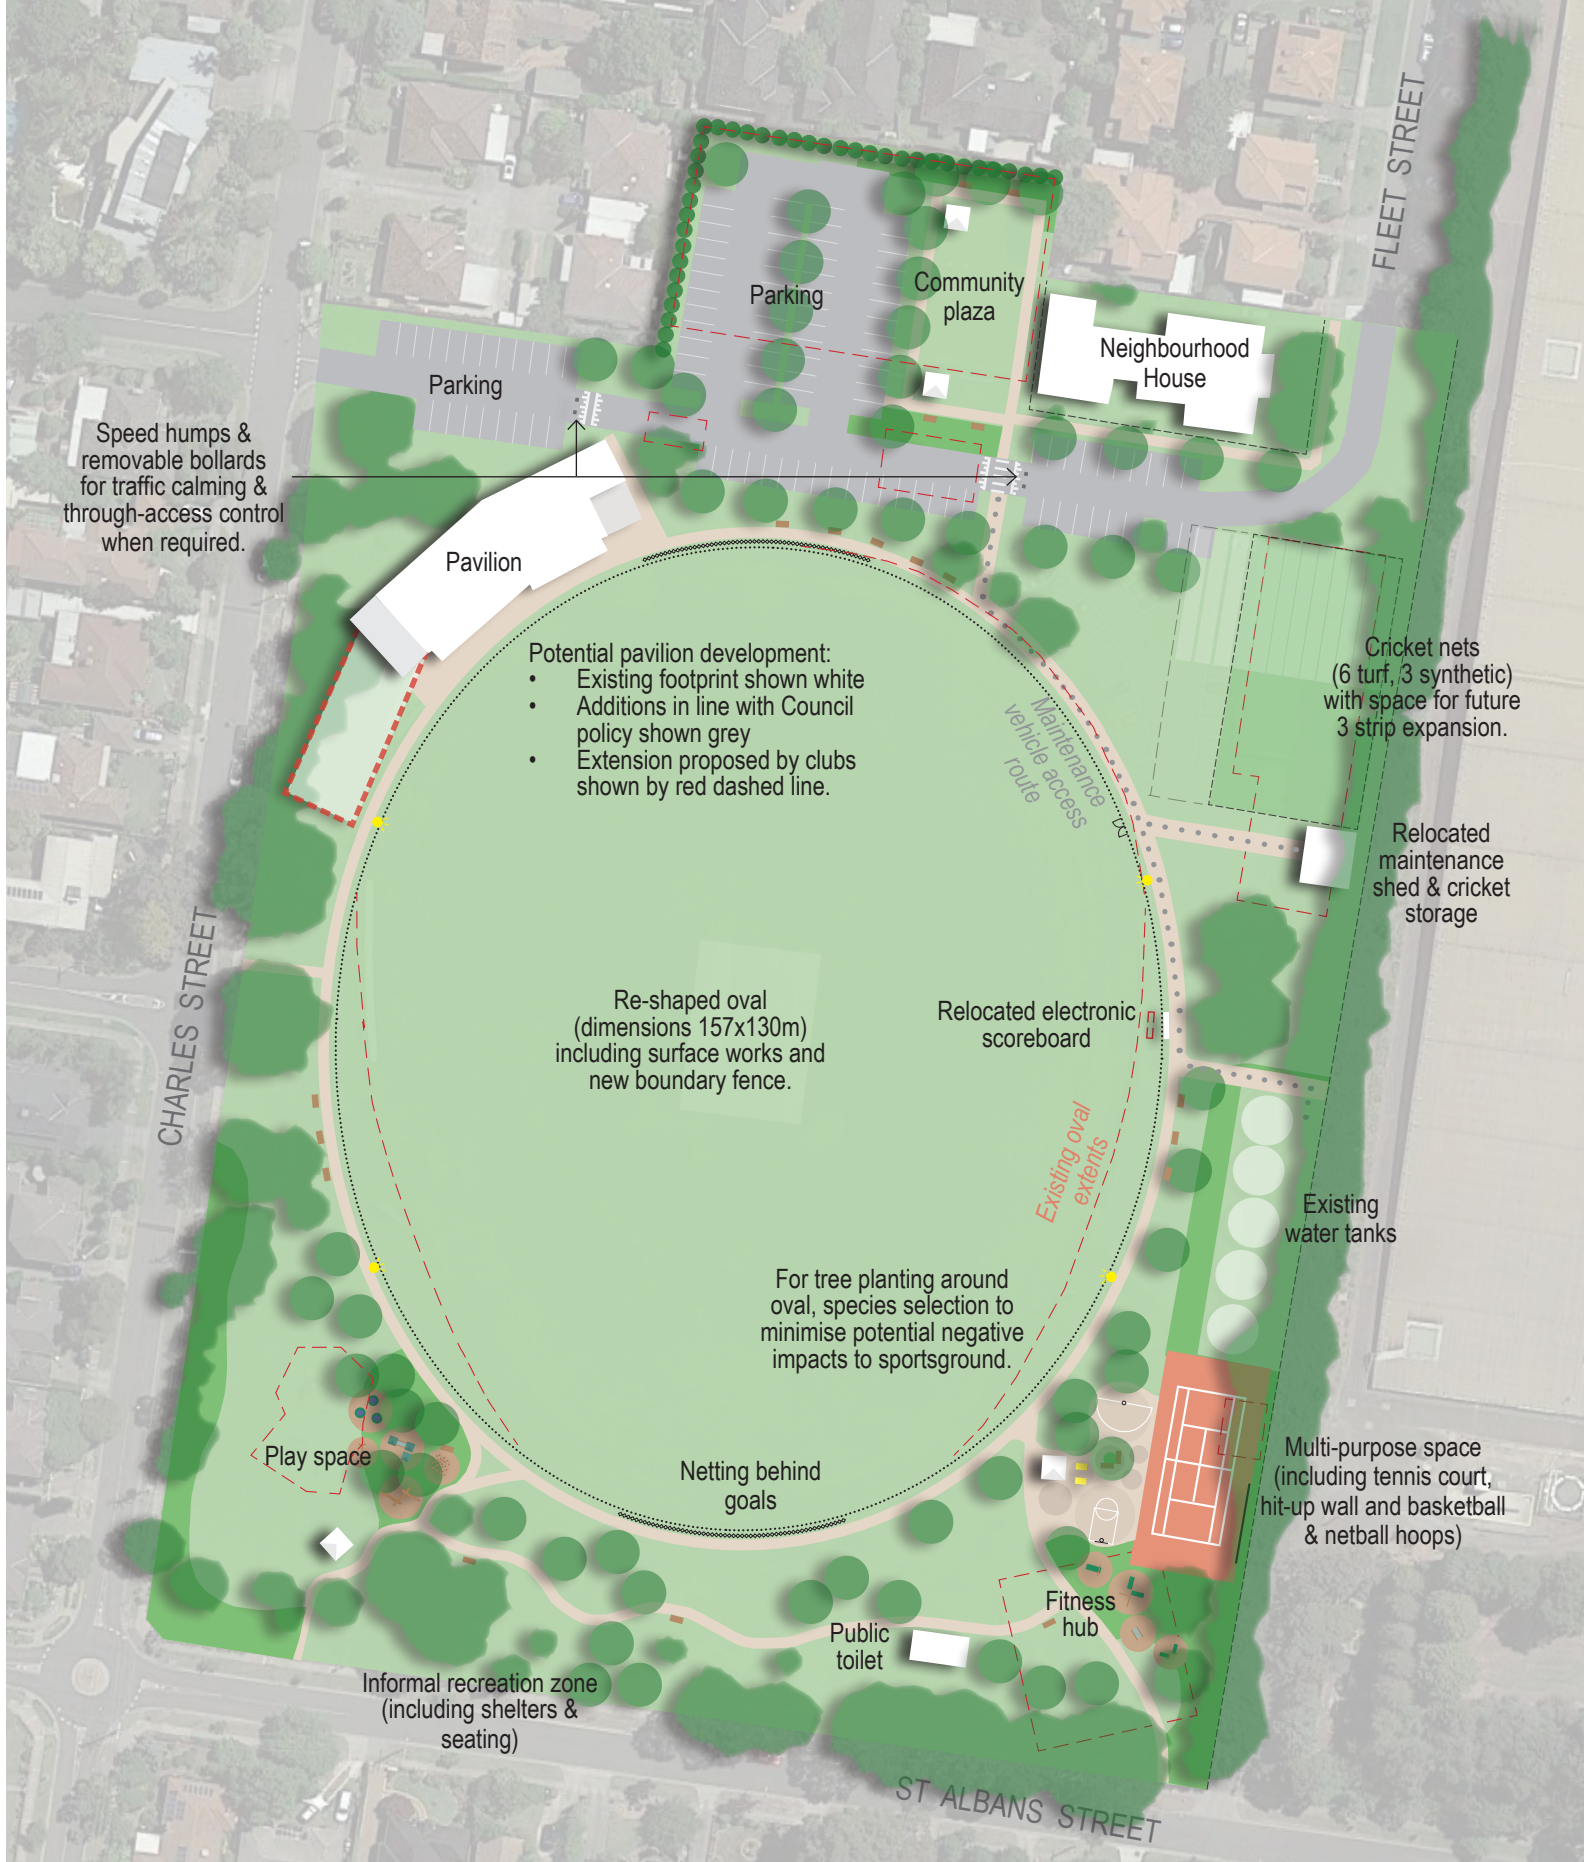 FLEET STREET
Parking
Community
plaza
Neighbourhood
House
Parking
Speed humps &
removable bollards
for traffic calming &
through-access control
when required.
Pavilion
Potential pavilion development:
• Existing footprint shown white
• Additions in line with Council
policy shown grey
• Extension proposed by clubs
shown by red dashed line.
Maintenance
vehicle access
route
Cricket nets
(6 turf, 3 synthetic)
with space for future
3 strip expansion.
Relocated
maintenance
shed & cricket
storage
CHARLES STREET
Re-shaped oval
(dimensions 157x130m)
including surface works and
new boundary fence.
Relocated electronic
scoreboard
Existing oval
extents
Existing
water tanks
For tree planting around
oval, species selection to
minimise potential negative
impacts to sportsground.
Play space
Netting behind
goals
Multi-purpose space
(including tennis court,
hit-up wall and basketball
& netball hoops)
Fitness
hub
Public
toilet
Informal recreation zone
(including shelters &
seating)
ST ALBANS STREET